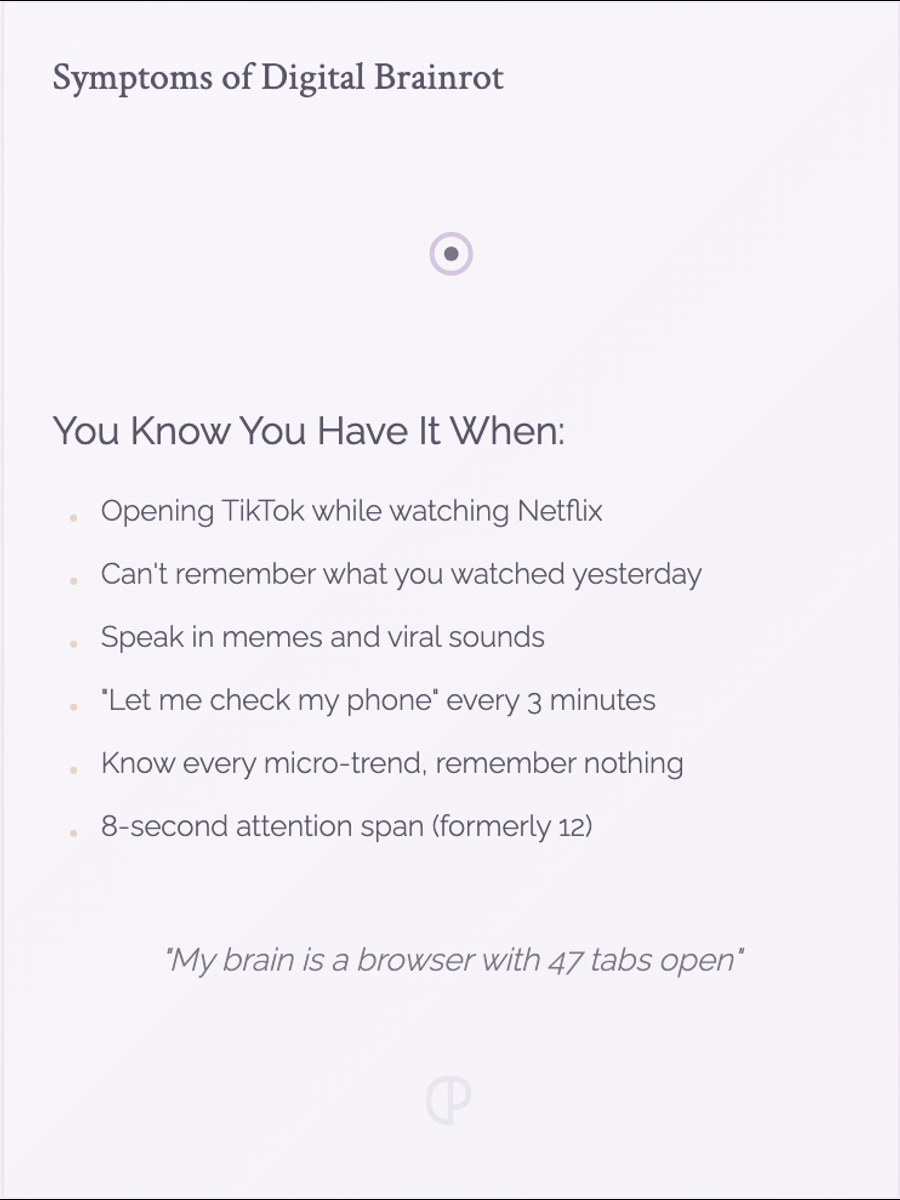 Symptoms of Digital Brainrot
You Know You Have It When:
Opening TikTok while watching Netflix
Can't remember what you watched yesterday
Speak in memes and viral sounds
"Let me check my phone" every 3 minutes
Know every micro-trend, remember nothing
8-second attention span (formerly 12)
"My brain is a browser with 47 tabs open"